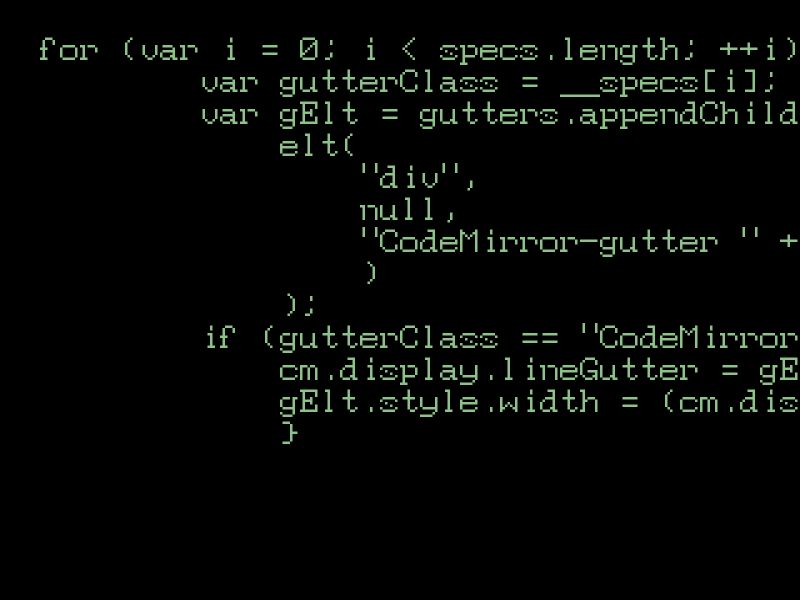 for (var i = 0; i < specs.length; ++i)
var gutterClass = __specs[i];
var gElt = gutters.appendChild
elt(
"div",
null,
"CodeMirror-gutter " +
)
);
if (gutterClass == "CodeMirror
cm.display.lineGutter = gE
gElt.style.width = (cm.dis
}